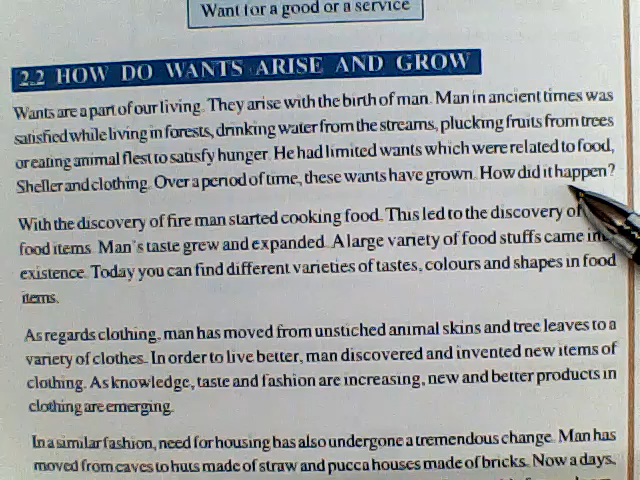 Want for a good or a service
2.2 HOW DO WANTS ARISE AND GROW
Wants are a part of our living. They arise with the birth of man. Man in ancient times was
satisfied while living in forests, drinking water from the streams, plucking fruits from trees
or eating animal flest to satisfy hunger. He had limited wants which were related to food,
Sheller and clothing. Over a period of time, these wants have grown. How did it happen?
With the discovery of fire man started cooking food. This led to the discovery of
food items. Man's taste grew and expanded. A large variety of food stuffs came
existence. Today you can find different varieties of tastes, colours and shapes in food
items.
As regards clothing, man has moved from unstiched animal skins and tree leaves to a
variety of clothes. In order to live better, man discovered and invented new items of
clothing. As knowledge, taste and fashion are increasing, new and better products in
clothing are emerging.
In a similar fashion, need for housing has also undergone a tremendous change. Man has
moved from caves to huts made of straw and pucca houses made of bricks. Now a days,